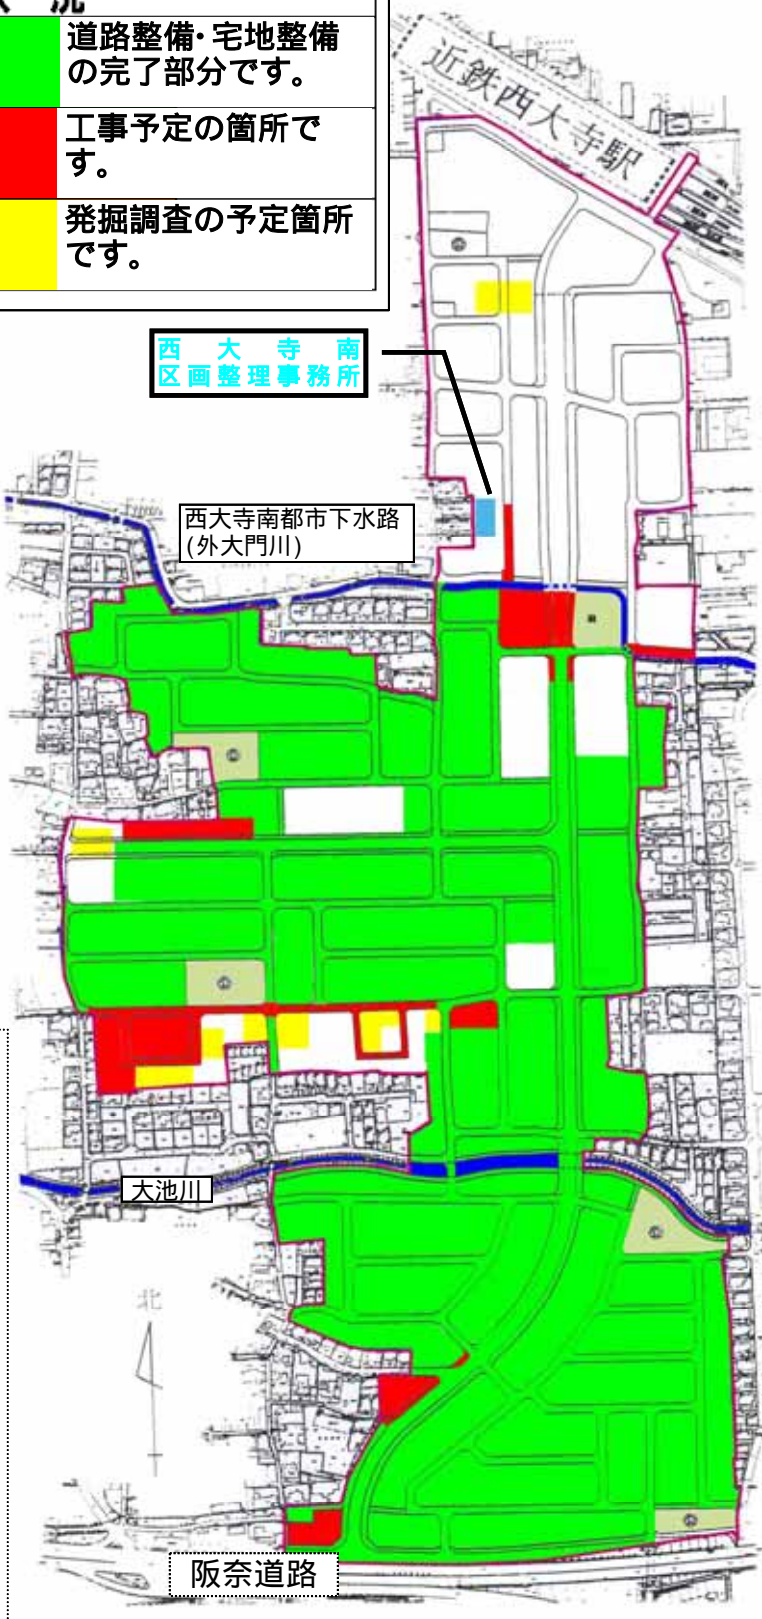 況
道路整備・宅地整備
の完了部分です。
工事予定の箇所で
す。
発掘調査の予定箇所
です。
近鉄西大寺駅
西大寺南
区画整理事務所
西大寺南都市下水路
(外大門川)
大池川
北
阪奈道路